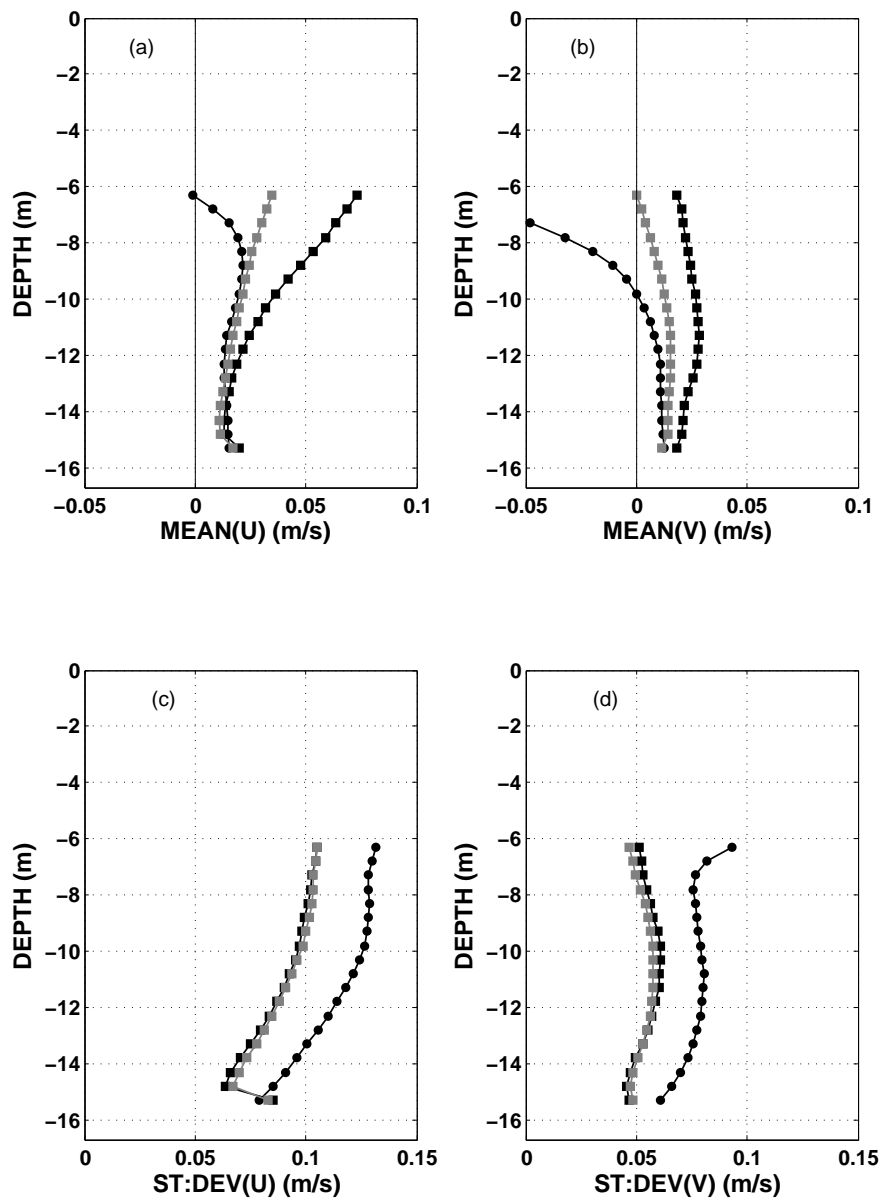 (a)
0
−2
−4
−6
−8
−10
−12
−14
−16
DEPTH (m)
−0.05 0 0.05 0.1
MEAN(U) (m/s)
(b)
0
−2
−4
−6
−8
−10
−12
−14
−16
DEPTH (m)
−0.05 0 0.05 0.1
MEAN(V) (m/s)
(c)
0
−2
−4
−6
−8
−10
−12
−14
−16
DEPTH (m)
0 0.05 0.1 0.15
ST:DEV(U) (m/s)
(d)
0
−2
−4
−6
−8
−10
−12
−14
−16
DEPTH (m)
0 0.05 0.1 0.15
ST:DEV(V) (m/s)